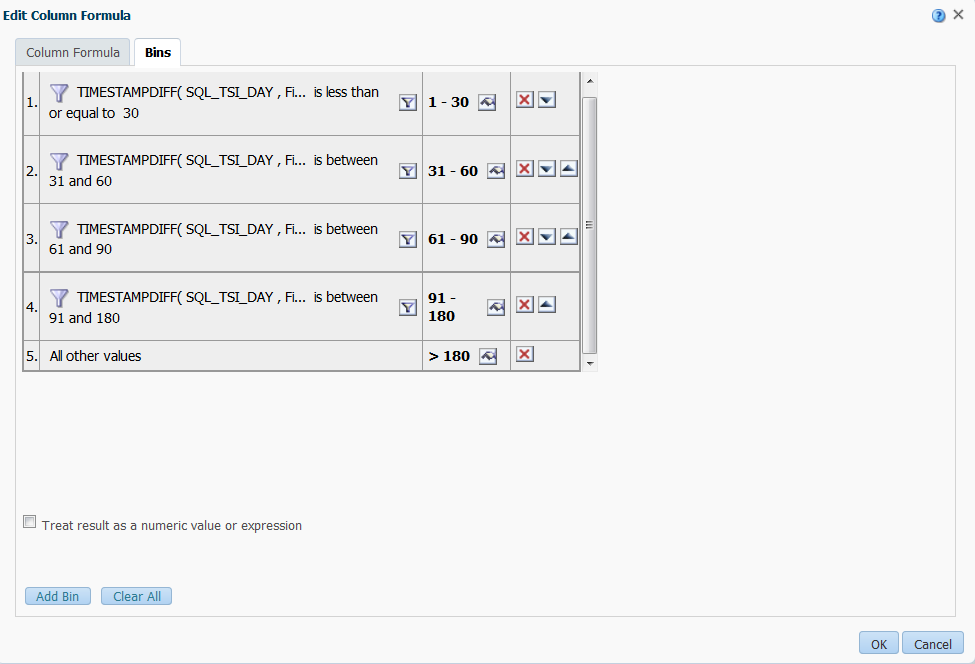 Edit Column Formula
Column Formula
Bins
1. TIMESTAMPDIFF( SQL_TSI_DAY , Fi... is less than
or equal to 30
1 - 30
2. TIMESTAMPDIFF( SQL_TSI_DAY , Fi... is between
31 and 60
31 - 60
3. TIMESTAMPDIFF( SQL_TSI_DAY , Fi... is between
61 and 90
61 - 90
4. TIMESTAMPDIFF( SQL_TSI_DAY , Fi... is between
91 and 180
91 -
180
5. All other values
> 180
Treat result as a numeric value or expression
Add Bin
Clear All
OK
Cancel